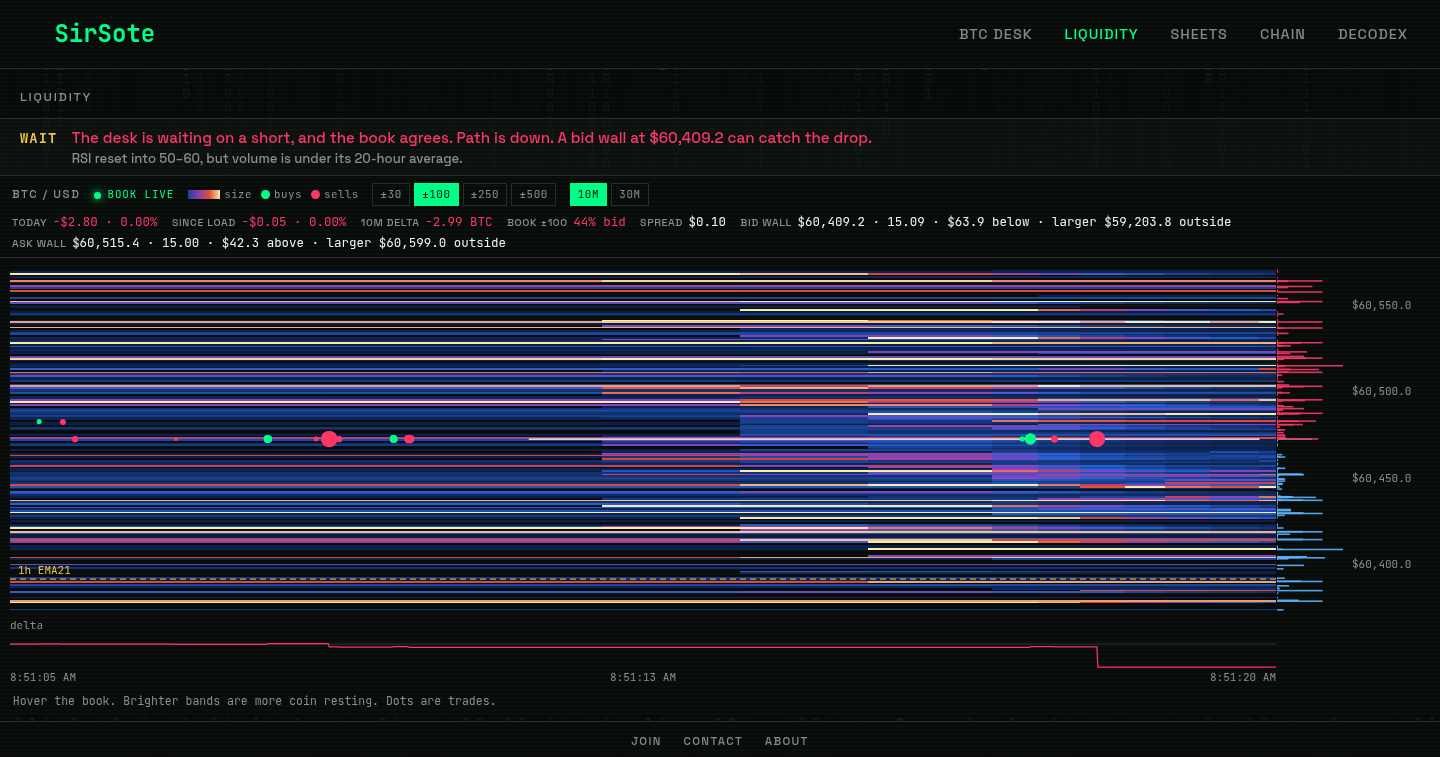 SirSote
BTC DESK LIQUIDITY SHEETS CHAIN DECODEX
LIQUIDITY
WAIT The desk is waiting on a short, and the book agrees. Path is down. A bid wall at $60,409.2 can catch the drop.
RSI reset into 50–60, but volume is under its 20-hour average.
BTC / USD BOOK LIVE size buys sells ±30 ±100 ±250 ±500 10M 30M
TODAY -$2.80 · 0.00% SINCE LOAD -$0.05 · 0.00% 10M DELTA -2.99 BTC BOOK ±100 44% bid SPREAD $0.10 BID WALL $60,409.2 · 15.09 · $63.9 below · larger $59,203.8 outside
ASK WALL $60,515.4 · 15.00 · $42.3 above · larger $60,599.0 outside
$60,550.0
$60,500.0
$60,450.0
$60,400.0
1h EMA21
delta
8:51:05 AM 8:51:13 AM 8:51:20 AM
Hover the book. Brighter bands are more coin resting. Dots are trades.
JOIN CONTACT ABOUT